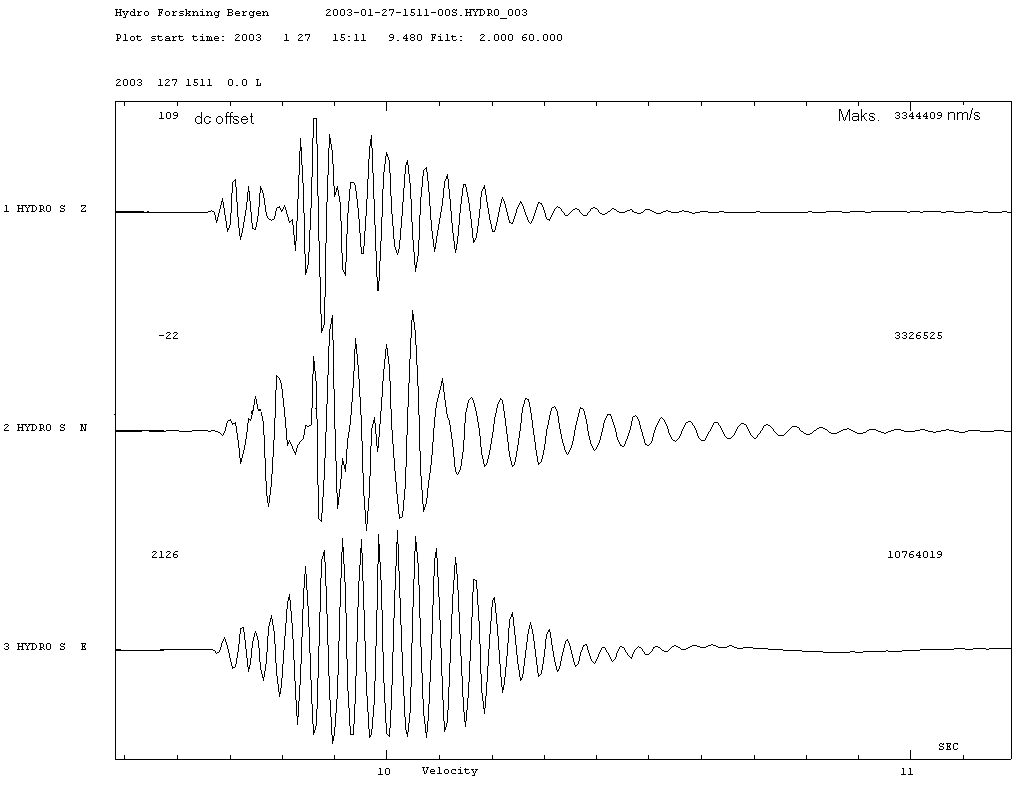 Hydro Forskning Bergen 2003-01-27-1511-00S.HYDRO_003
Plot start time: 2003 1 27 15:11 9.480 Filt: 2.000 60.000
2003 127 1511 0.0 L
109 dc offset Maks. 3344409 nm/s
1 HYDRO S Z
-22 3326525
2 HYDRO S N
2126 10764019
3 HYDRO S E
SEC
10 Velocity 11